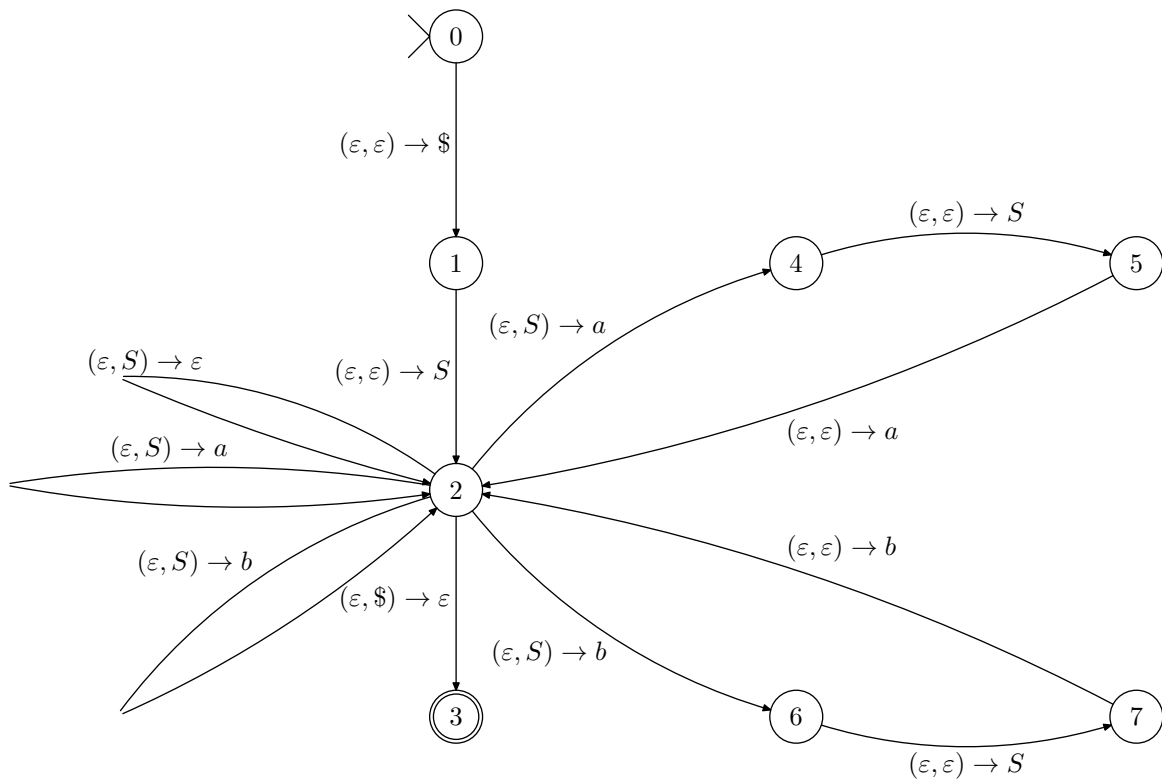 0
(ε, ε) → $
(ε, ε) → S
1
4
5
(ε, S) → a
(ε, S) → ε
(ε, ε) → S
(ε, ε) → a
(ε, S) → a
2
(ε, ε) → b
(ε, S) → b
(ε, $) → ε
(ε, S) → b
3
6
7
(ε, ε) → S